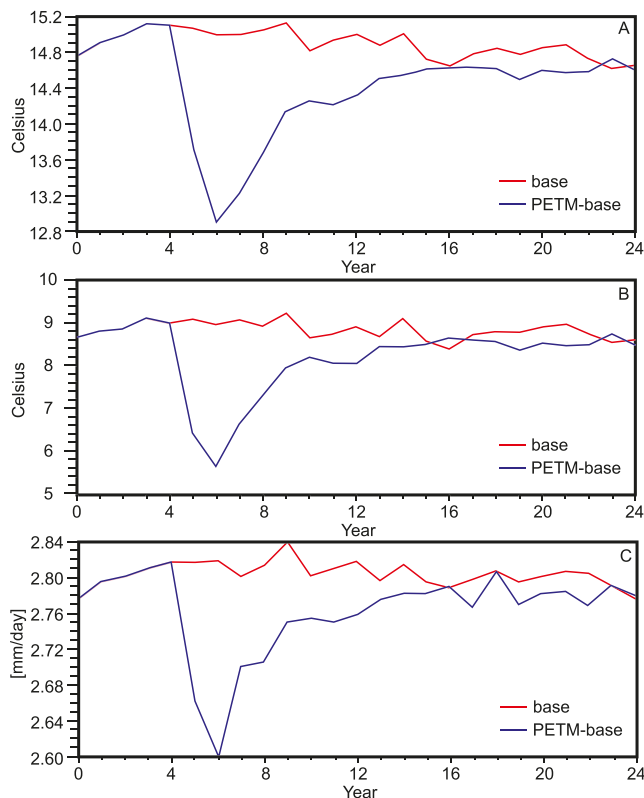 A
15.2
14.8
14.4
14.0
13.6
13.2
12.8
Celsius
base
PETM-base
0 4 8 12 16 20 24
Year
B
10
9
8
7
6
5
Celsius
base
PETM-base
0 4 8 12 16 20 24
Year
C
2.84
2.80
2.76
2.72
2.68
2.64
2.60
[mm/day]
base
PETM-base
0 4 8 12 16 20 24
Year